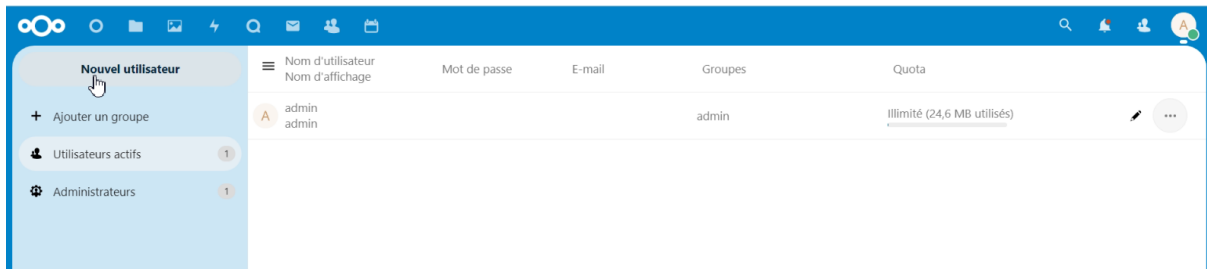 A
Nouvel utilisateur
Nom d'utilisateur
Nom d'affichage
Mot de passe
E-mail
Groupes
Quota
Ajouter un groupe
A
admin
admin
admin
Illimité (24,6 MB utilisés)
Utilisateurs actifs
1
Administrateurs
1